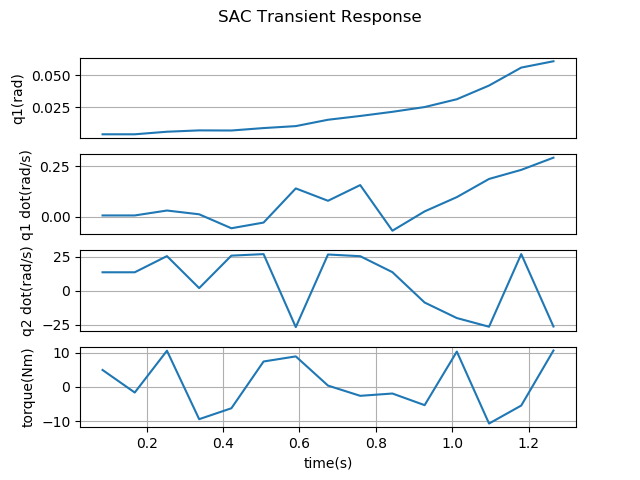 SAC Transient Response
q1(rad)
0.050
0.025
q1 dot(rad/s)
0.25
0.00
q2 dot(rad/s)
25
0
−25
torque(Nm)
10
0
−10
0.2 0.4 0.6 0.8 1.0 1.2
time(s)